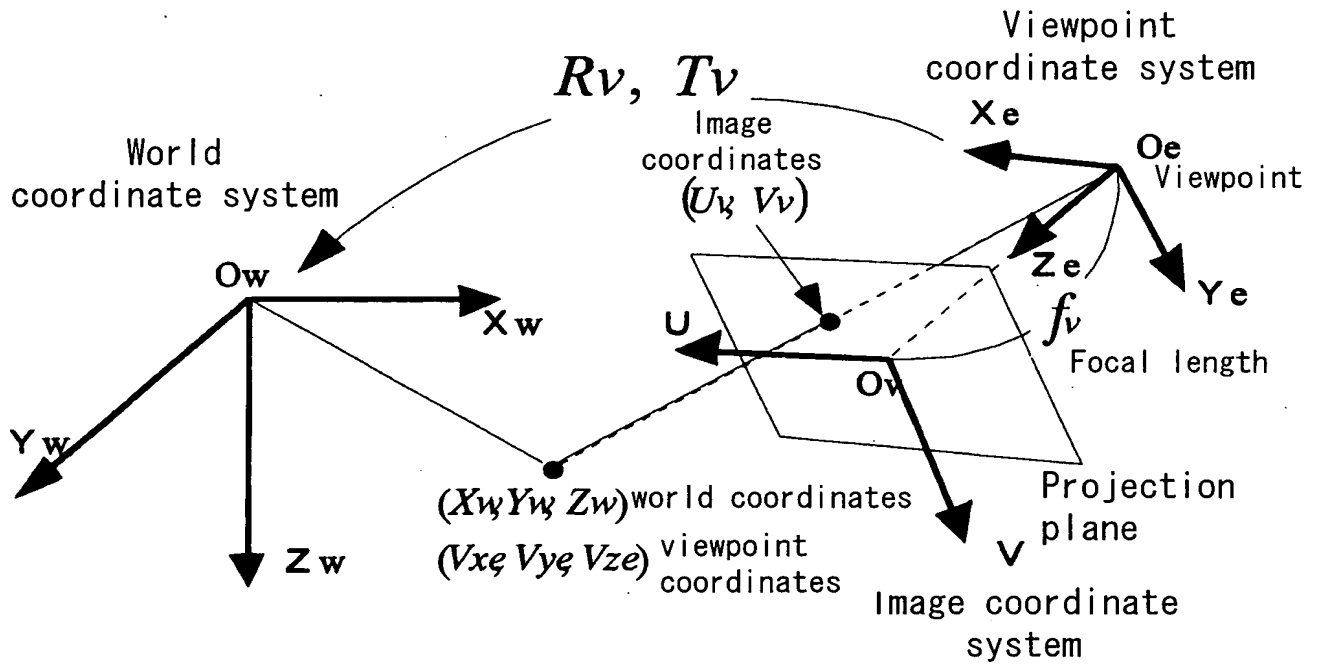 Viewpoint
coordinate system
Rv, Tv
Xe
Image
coordinates
(Uv, Vv)
Oe
Viewpoint
World
coordinate system
Ze
Ye
Ow
Xw
U
fv
Focal length
Ov
Yw
(Xw, Yw, Zw) world coordinates
Projection
plane
(Vxe, Vye, Vze) viewpoint
coordinates
Zw
V
Image coordinate
system